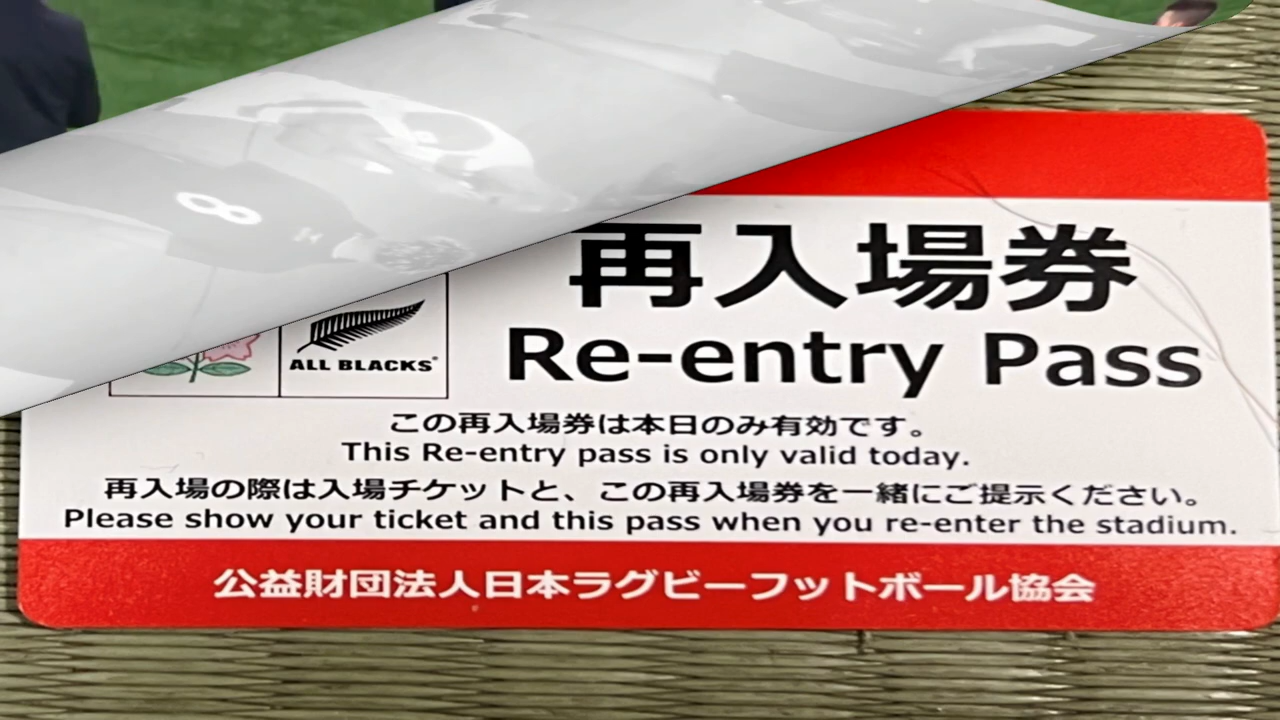 8
再入場券
Re-entry Pass
ALL BLACKS
この再入場券は本日のみ有効です。
This Re-entry pass is only valid today.
再入場の際は入場チケットと、この再入場券を一緒にご提示ください。
Please show your ticket and this pass when you re-enter the stadium.
公益財団法人日本ラグビーフットボール協会